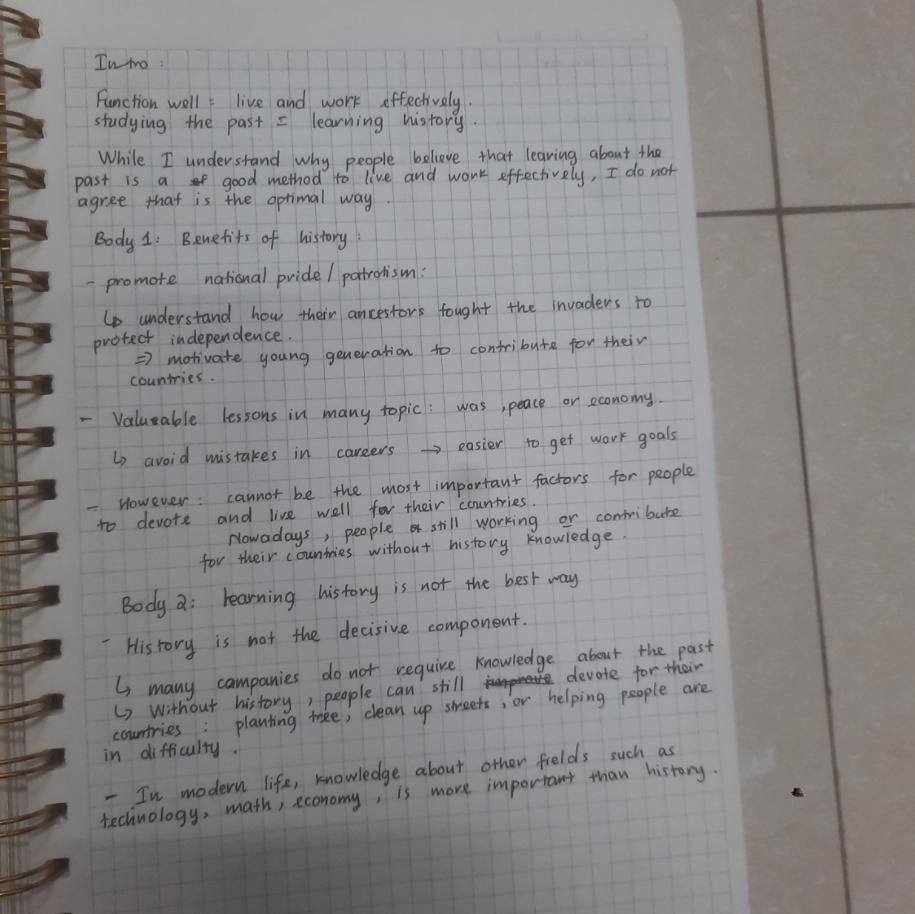 Intro :
Function well = live and work effectively.
studying the past = learning history.
While I understand why people believe that learing about the
past is a good method to live and work effectively, I do not
agree that is the optimal way.
Body 1: Benefits of history :
- promote national pride / patrotism :
↳ understand how their ancestors fought the invaders to
protect independence.
=> motivate young generation to contribute for their
countries.
- Valueable lessons in many topic : was, peace or economy.
↳ avoid mistakes in careers → easier to get work goals
- However : cannot be the most important factors for people
to devote and live well for their countries.
Nowadays, people still working or contribute
for their countries without history knowledge.
Body 2: learning history is not the best way
- History is not the decisive component.
↳ many companies do not require knowledge about the past
↳ Without history, people can still improve devote for their
countries : planting tree, clean up streets, or helping people are
in difficulty.
- In modern life, knowledge about other fields such as
technology, math, economy, is more important than history.